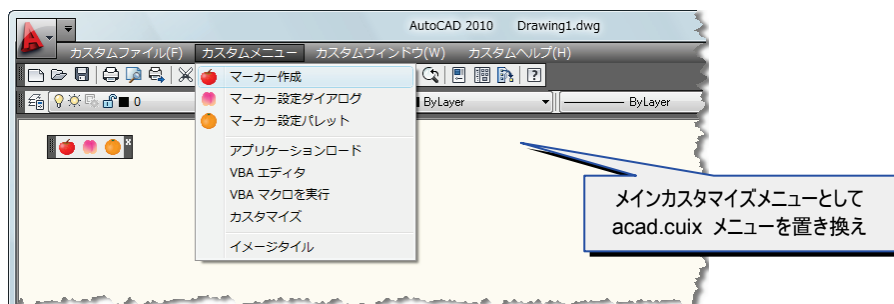 AutoCAD 2010 Drawing1.dwg
カスタムファイル(F) カスタムメニュー カスタムウィンドウ(W) カスタムヘルプ(H)
マーカー作成
0 マーカー設定ダイアログ ByLayer ByLayer
マーカー設定パレット
アプリケーションロード
VBA エディタ
VBA マクロを実行
カスタマイズ
イメージタイル
メインカスタマイズメニューとして
acad.cuix メニューを置き換え